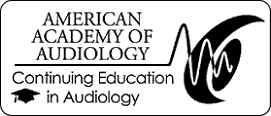 AMERICAN
ACADEMY OF
AUDIOLOGY
Continuing Education
in Audiology